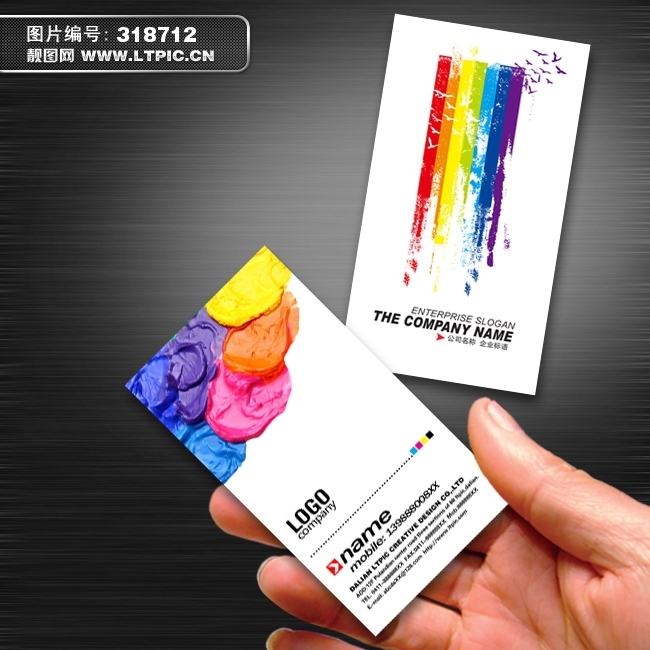 图片编号: 318712
靓图网 WWW.LTPIC.CN
ENTERPRISE SLOGAN
THE COMPANY NAME
公司名称 企业标语
LOGO
company
name
mobile: 139888008XX
DALIAN LTPIC CREATIVE DESIGN CO.,LTD